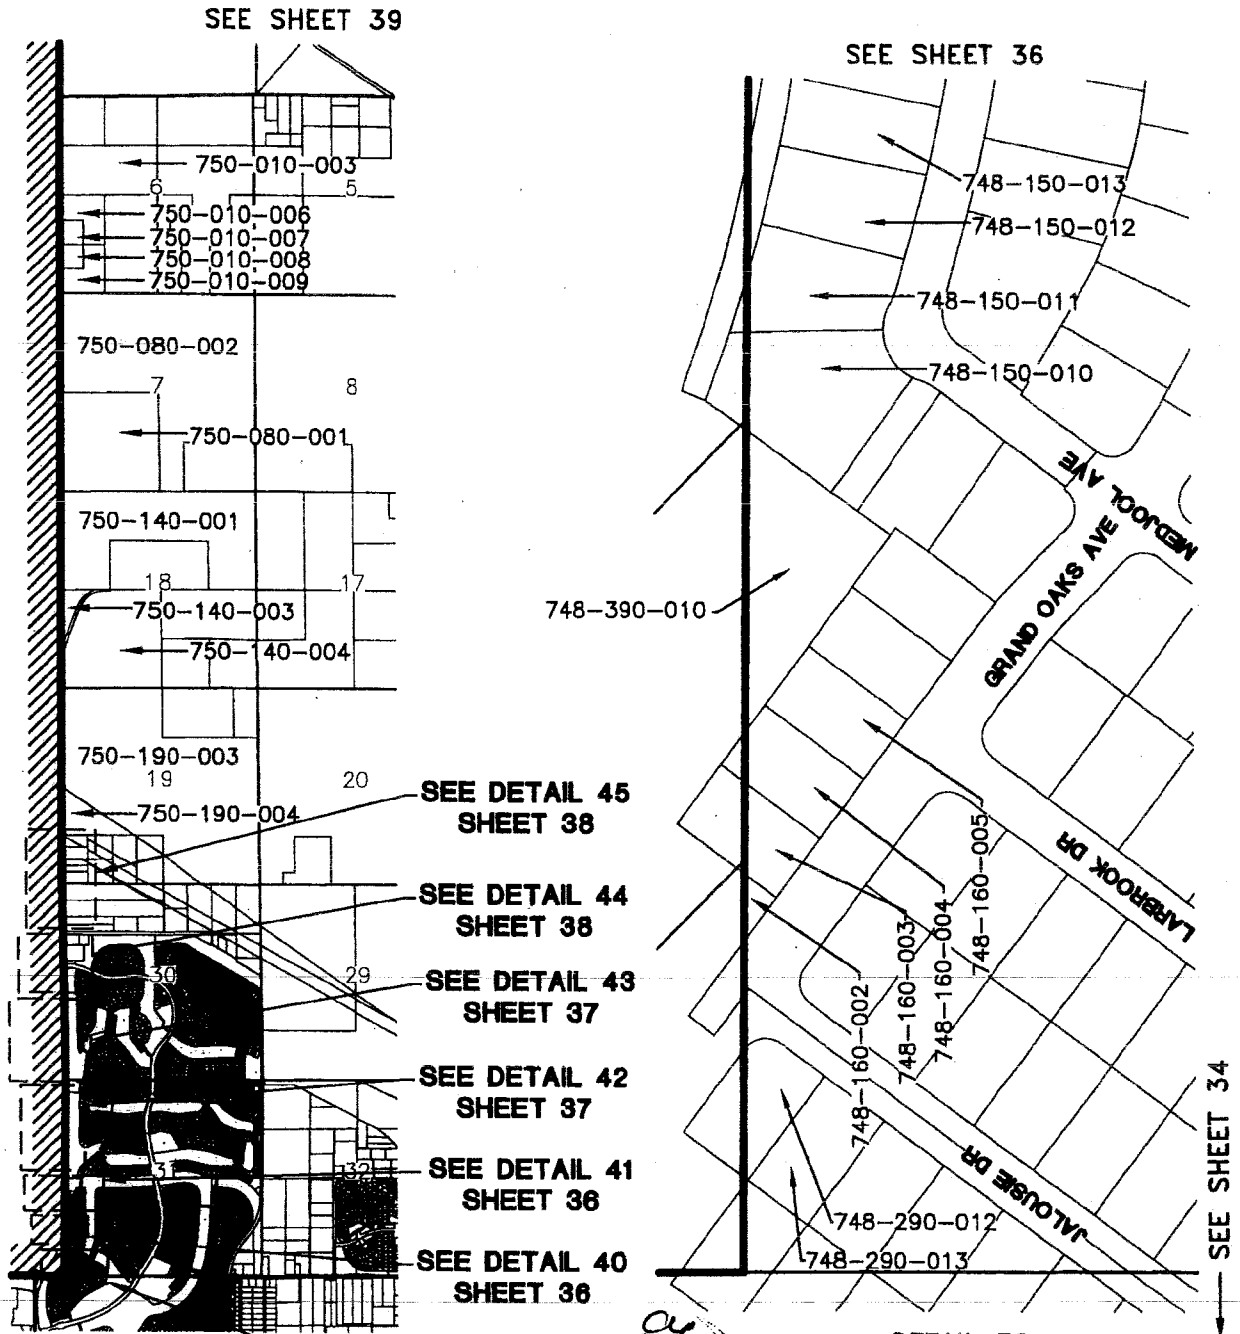 SEE SHEET 39
750-010-003
6
5
750-010-006
750-010-007
750-010-008
750-010-009
750-080-002
7
8
750-080-001
750-140-001
18
17
750-140-003
750-140-004
750-190-003
19
20
750-190-004
SEE DETAIL 45
SHEET 38
SEE DETAIL 44
SHEET 38
30
29
SEE DETAIL 43
SHEET 37
SEE DETAIL 42
SHEET 37
31
32
SEE DETAIL 41
SHEET 36
SEE DETAIL 40
SHEET 36
SEE SHEET 36
748-150-013
748-150-012
748-150-011
748-150-010
MEDJOOL AVE
GRAND OAKS AVE
748-390-010
LARBROOK DR
748-160-005
748-160-004
748-160-003
748-160-002
JALOUSIE DR
748-290-012
748-290-013
SEE SHEET 34